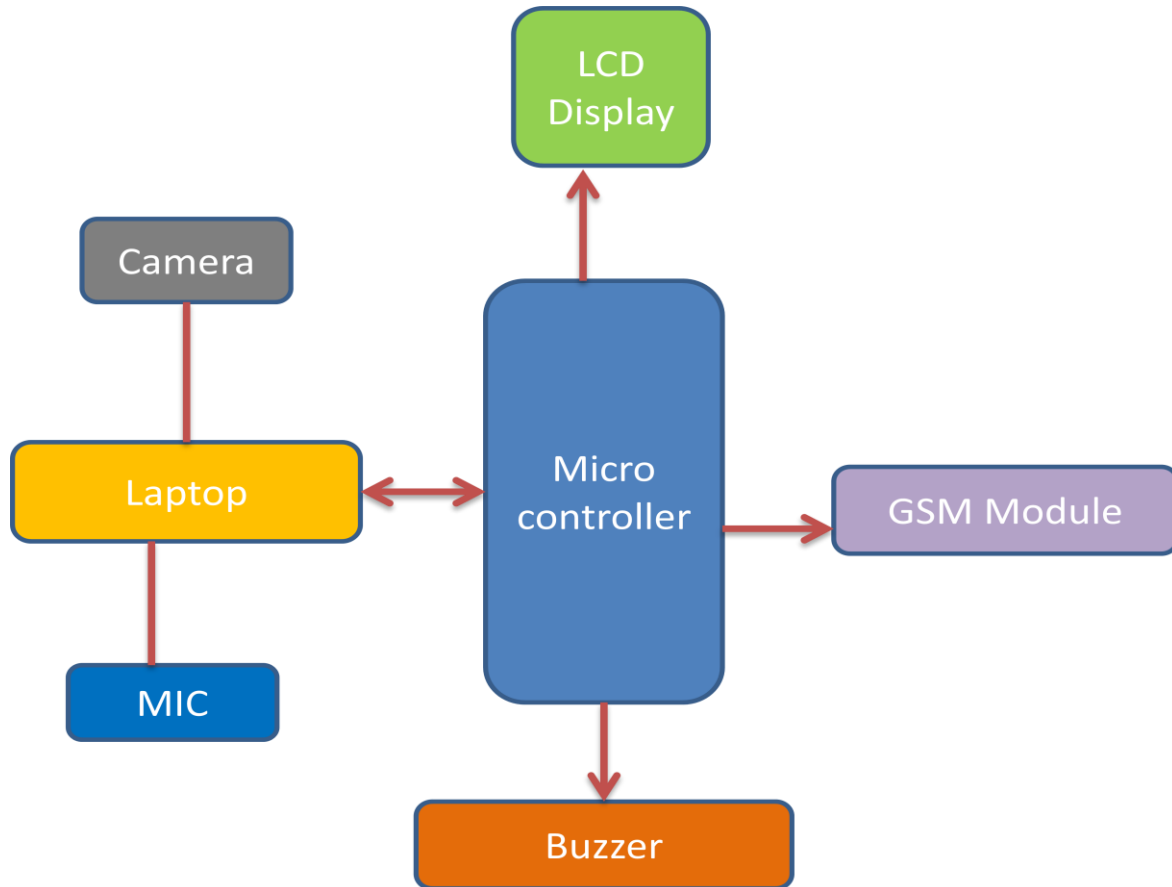 LCD
Display
Camera
Laptop
Micro
controller
GSM Module
MIC
Buzzer